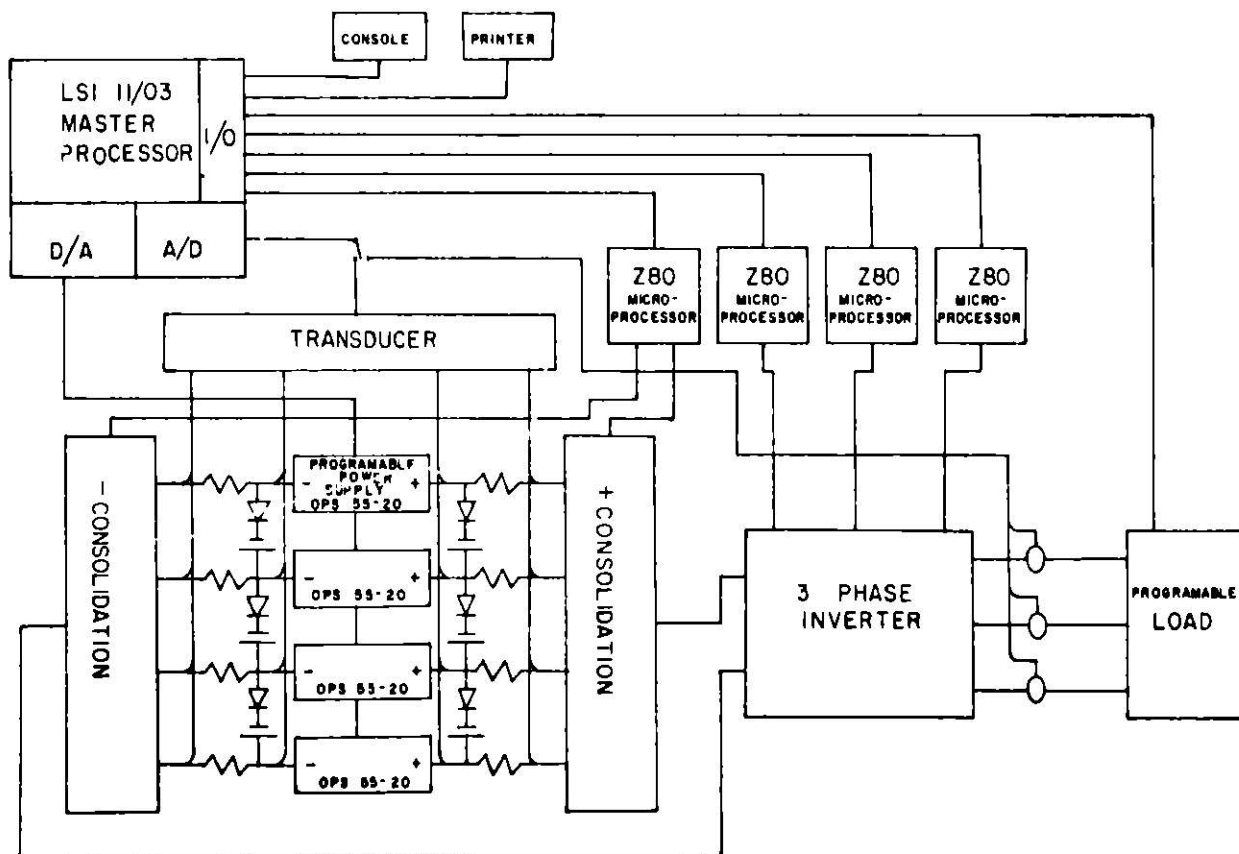 CONSOLE
PRINTER
LSI 11/03
MASTER
PROCESSOR
I/O
D/A
A/D
Z80
MICRO-
PROCESSOR
Z80
MICRO-
PROCESSOR
Z80
MICRO-
PROCESSOR
Z80
MICRO-
PROCESSOR
TRANSDUCER
- CONSOLIDATION
PROGRAMABLE
POWER
- SUPPLY +
OPS 55-20
- +
OPS 55-20
- +
OPS 55-20
- +
OPS 55-20
+ CONSOLIDATION
3 PHASE
INVERTER
PROGRAMABLE
LOAD